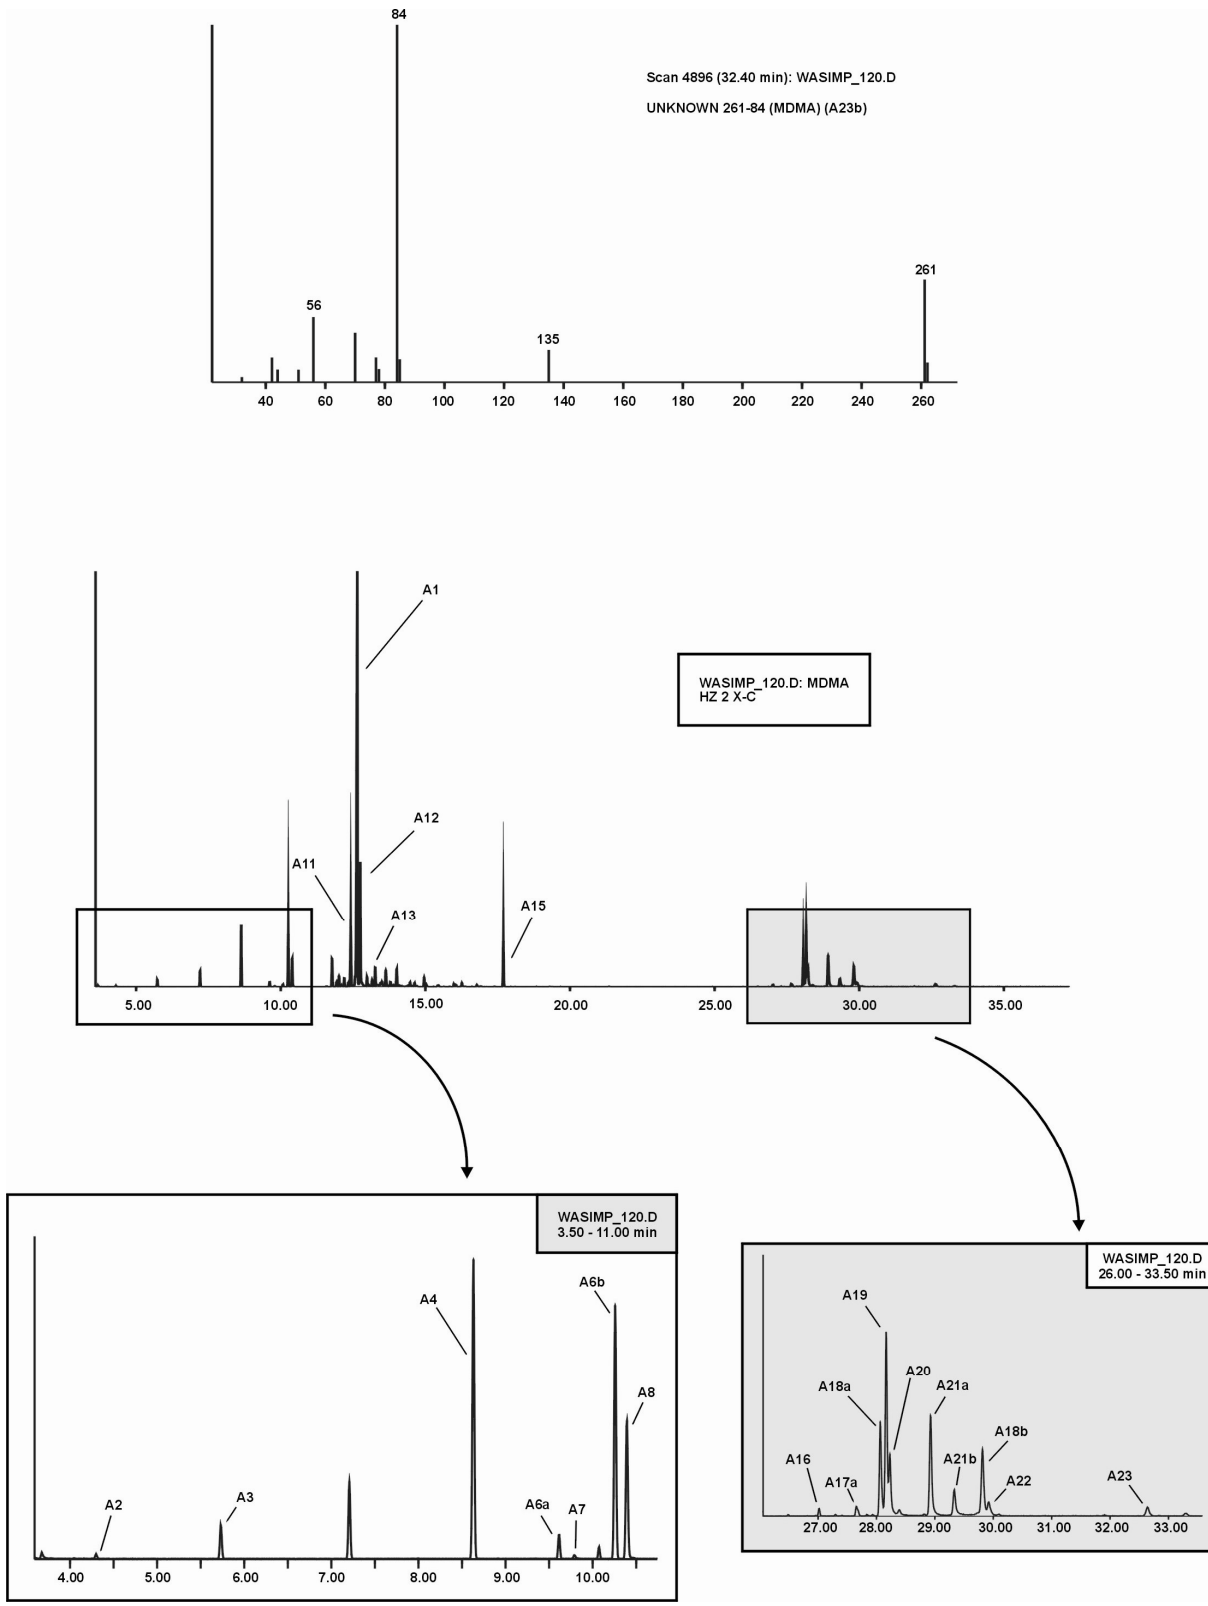 84
Scan 4896 (32.40 min): WASIMP_120.D
UNKNOWN 261-84 (MDMA) (A23b)
261
56
135
40 60 80 100 120 140 160 180 200 220 240 260
A1
WASIMP_120.D: MDMA
HZ 2 X-C
A12
A11
A15
A13
5.00 10.00 15.00 20.00 25.00 30.00 35.00
WASIMP_120.D
3.50 - 11.00 min
A6b
A4
A8
A2
A3
A6a
A7
4.00 5.00 6.00 7.00 8.00 9.00 10.00
WASIMP_120.D
26.00 - 33.50 min
A19
A20
A18a
A21a
A18b
A16
A17a
A21b
A22
A23
27.00 28.00 29.00 30.00 31.00 32.00 33.00